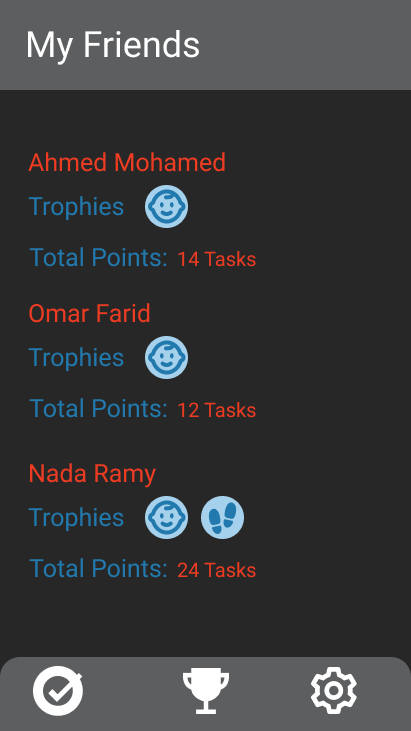 My Friends
Ahmed Mohamed
Trophies
Total Points: 14 Tasks
Omar Farid
Trophies
Total Points: 12 Tasks
Nada Ramy
Trophies
Total Points: 24 Tasks